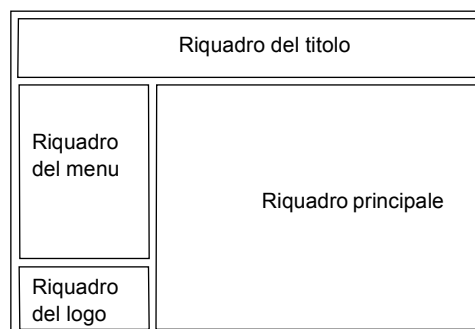 Riquadro del titolo
Riquadro
del menu
Riquadro principale
Riquadro
del logo